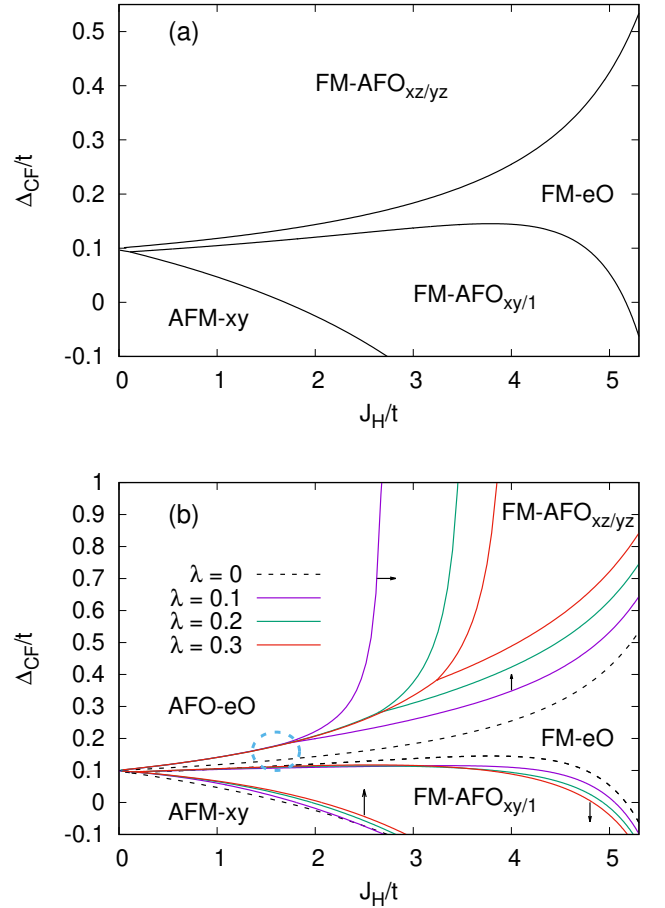 (a)
0.5
0.4
0.3
0.2
0.1
0
-0.1
Δ_CF/t
FM-AFO_xz/yz
FM-eO
FM-AFO_xy/1
AFM-xy
0 1 2 3 4 5
J_H/t
(b)
1
0.9
0.8
0.7
0.6
0.5
0.4
0.3
0.2
0.1
0
-0.1
Δ_CF/t
λ = 0
λ = 0.1
λ = 0.2
λ = 0.3
FM-AFO_xz/yz
AFO-eO
FM-eO
FM-AFO_xy/1
AFM-xy
0 1 2 3 4 5
J_H/t